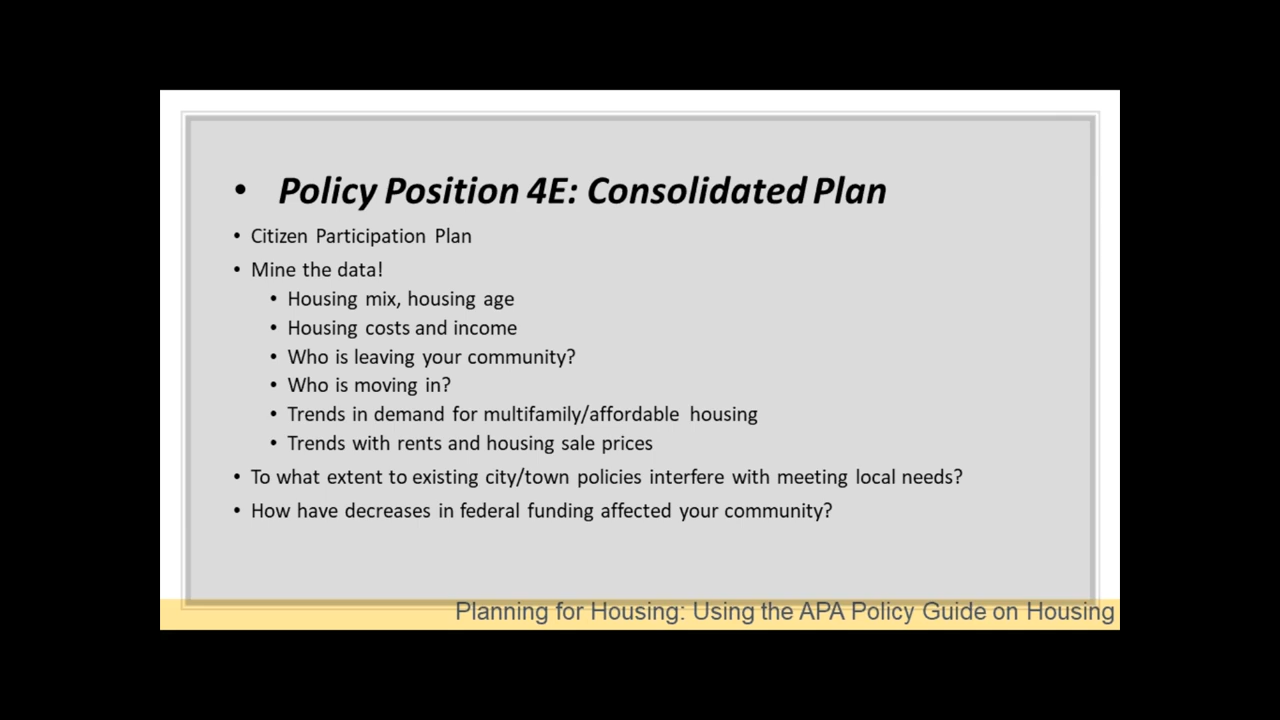 • Policy Position 4E: Consolidated Plan
• Citizen Participation Plan
• Mine the data!
• Housing mix, housing age
• Housing costs and income
• Who is leaving your community?
• Who is moving in?
• Trends in demand for multifamily/affordable housing
• Trends with rents and housing sale prices
• To what extent to existing city/town policies interfere with meeting local needs?
• How have decreases in federal funding affected your community?
Planning for Housing: Using the APA Policy Guide on Housing